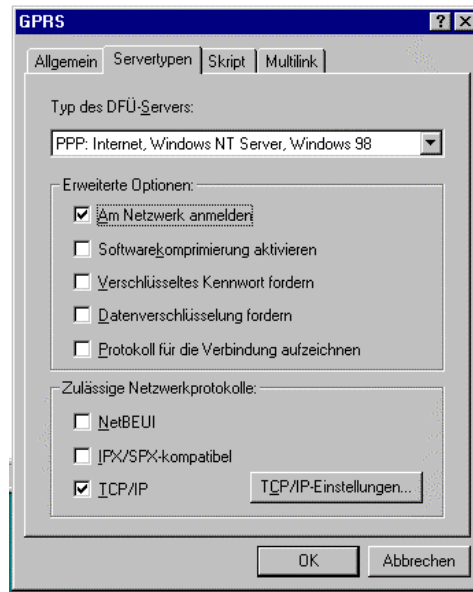 GPRS
Allgemein Servertypen Skript Multilink
Typ des DFÜ-Servers:
PPP: Internet, Windows NT Server, Windows 98
Erweiterte Optionen:
Am Netzwerk anmelden
Softwarekomprimierung aktivieren
Verschlüsseltes Kennwort fordern
Datenverschlüsselung fordern
Protokoll für die Verbindung aufzeichnen
Zulässige Netzwerkprotokolle:
NetBEUI
IPX/SPX-kompatibel
TCP/IP TCP/IP-Einstellungen...
OK Abbrechen